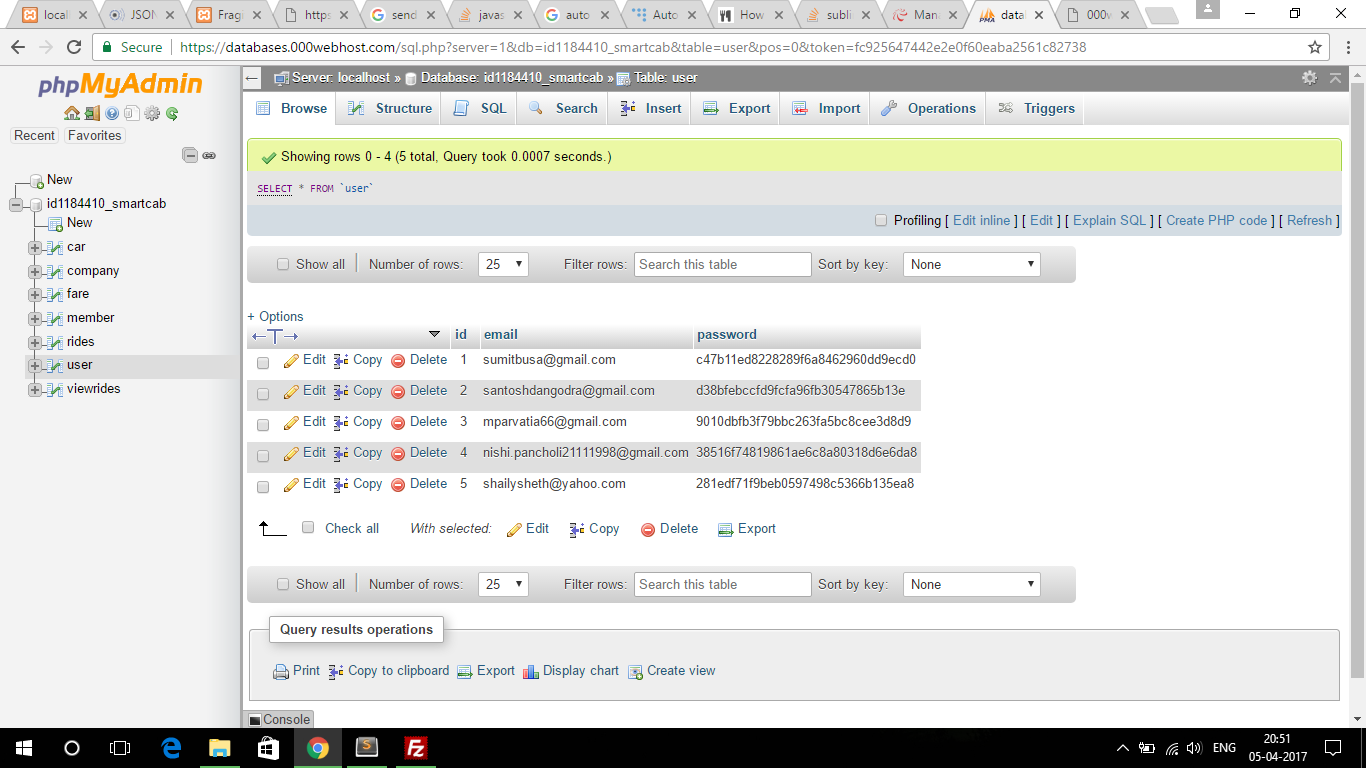 local
JSON
Frag
https
send
javas
auto
Auto
How
subli
Mana
datal
000w
Secure https://databases.000webhost.com/sql.php?server=1&db=id1184410_smartcab&table=user&pos=0&token=fc925647442e2e0f60eaba2561c82738
phpMyAdmin
Recent Favorites
New
id1184410_smartcab
New
car
company
fare
member
rides
user
viewrides
Server: localhost » Database: id1184410_smartcab » Table: user
Browse Structure SQL Search Insert Export Import Operations Triggers
Showing rows 0 - 4 (5 total, Query took 0.0007 seconds.)
SELECT * FROM `user`
Profiling [ Edit inline ] [ Edit ] [ Explain SQL ] [ Create PHP code ] [ Refresh ]
Show all Number of rows: 25 Filter rows: Search this table Sort by key: None
+ Options
id email password
Edit Copy Delete 1 sumitbusa@gmail.com c47b11ed8228289f6a8462960dd9ecd0
Edit Copy Delete 2 santoshdangodra@gmail.com d38bfebccfd9fcfa96fb30547865b13e
Edit Copy Delete 3 mparvatia66@gmail.com 9010dbfb3f79bbc263fa5bc8cee3d8d9
Edit Copy Delete 4 nishi.pancholi21111998@gmail.com 38516f74819861ae6c8a80318d6e6da8
Edit Copy Delete 5 shailysheth@yahoo.com 281edf71f9beb0597498c5366b135ea8
Check all With selected: Edit Copy Delete Export
Show all Number of rows: 25 Filter rows: Search this table Sort by key: None
Query results operations
Print Copy to clipboard Export Display chart Create view
Console
ENG
20:51
05-04-2017